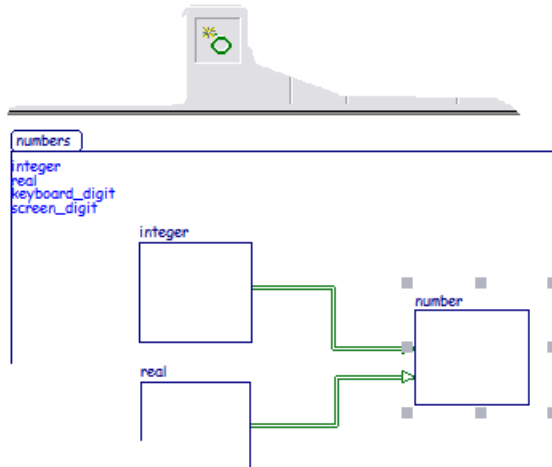 numbers
integer
real
keyboard_digit
screen_digit
integer
number
real